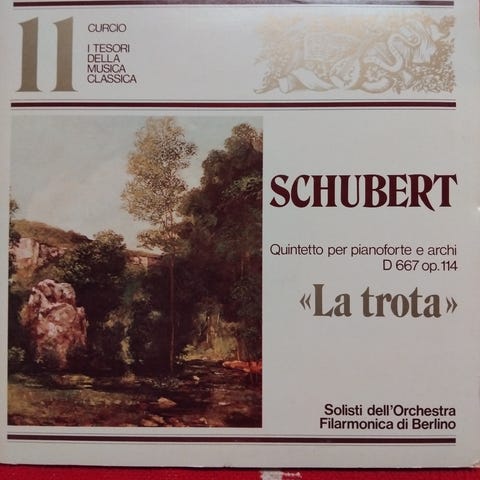 11
CURCIO
I TESORI
DELLA
MUSICA
CLASSICA
SCHUBERT
Quintetto per pianoforte e archi
D 667 op. 114
«La trota»
Solisti dell'Orchestra
Filarmonica di Berlino